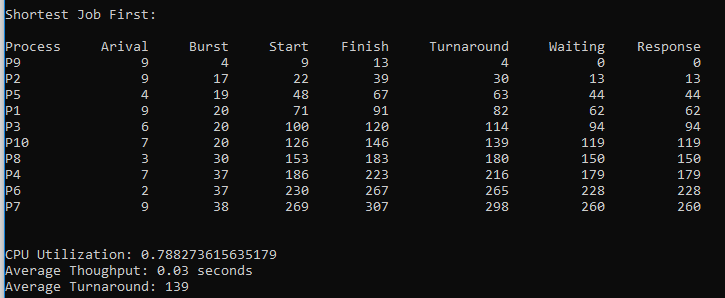 Shortest Job First:
Process Arival Burst Start Finish Turnaround Waiting Response
P9 9 4 9 13 4 0 0
P2 9 17 22 39 30 13 13
P5 4 19 48 67 63 44 44
P1 9 20 71 91 82 62 62
P3 6 20 100 120 114 94 94
P10 7 20 126 146 139 119 119
P8 3 30 153 183 180 150 150
P4 7 37 186 223 216 179 179
P6 2 37 230 267 265 228 228
P7 9 38 269 307 298 260 260
CPU Utilization: 0.788273615635179
Average Thoughput: 0.03 seconds
Average Turnaround: 139